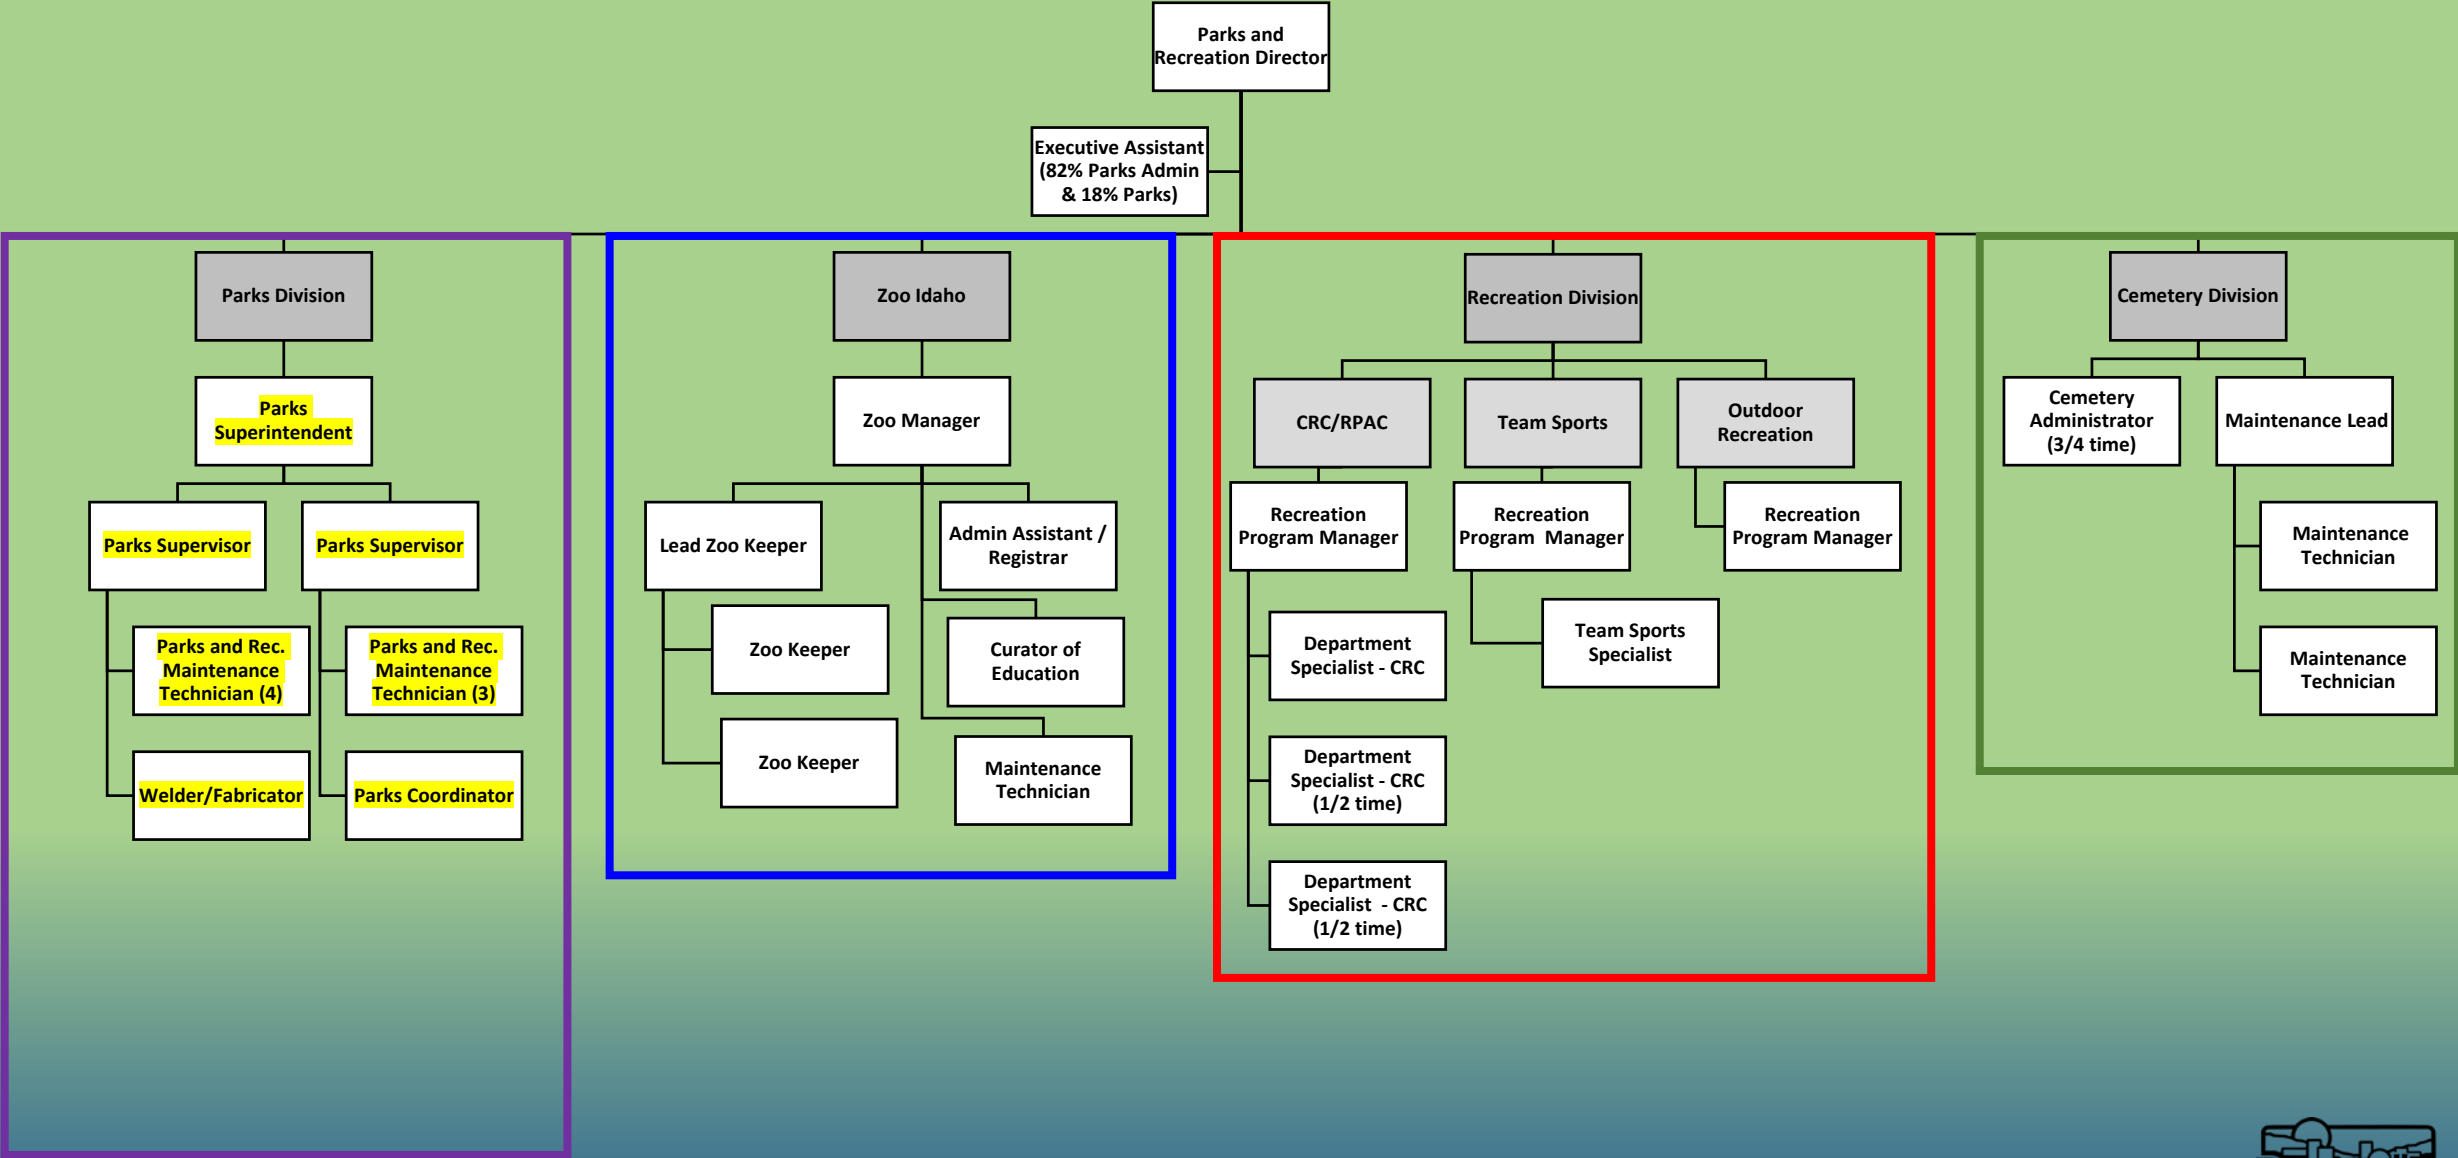 Parks and
Recreation Director
Executive Assistant
(82% Parks Admin
& 18% Parks)
Parks Division
Parks
Superintendent
Parks Supervisor
Parks and Rec.
Maintenance
Technician (4)
Welder/Fabricator
Parks Supervisor
Parks and Rec.
Maintenance
Technician (3)
Parks Coordinator
Zoo Idaho
Zoo Manager
Lead Zoo Keeper
Zoo Keeper
Zoo Keeper
Admin Assistant /
Registrar
Curator of
Education
Maintenance
Technician
Recreation Division
CRC/RPAC
Recreation
Program Manager
Department
Specialist - CRC
Department
Specialist - CRC
(1/2 time)
Department
Specialist - CRC
(1/2 time)
Team Sports
Recreation
Program Manager
Team Sports
Specialist
Outdoor
Recreation
Recreation
Program Manager
Cemetery Division
Cemetery
Administrator
(3/4 time)
Maintenance Lead
Maintenance
Technician
Maintenance
Technician